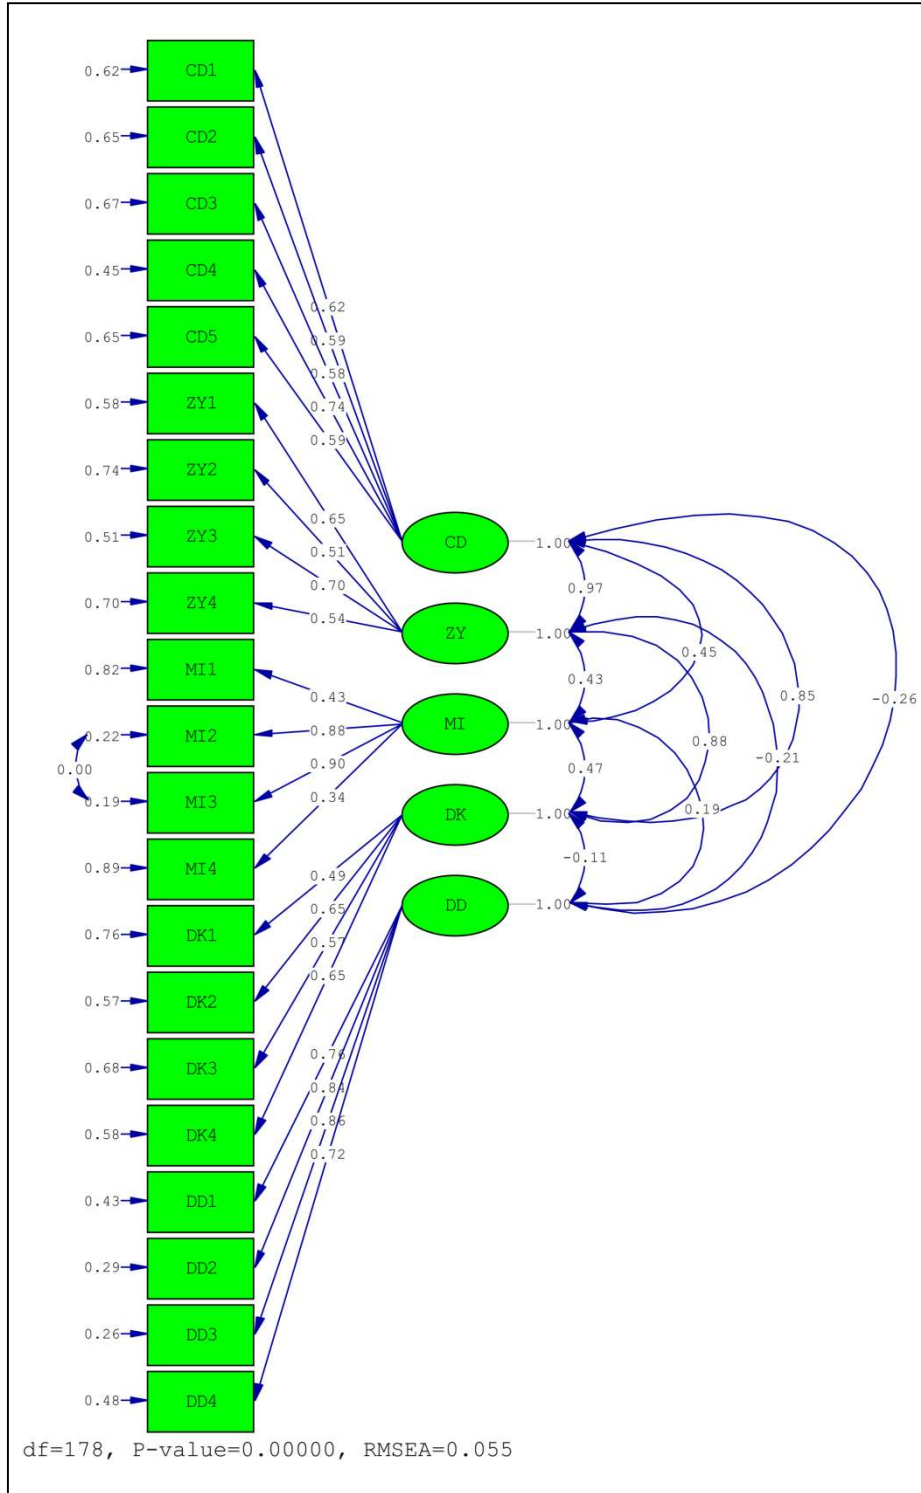 0.62 CD1
0.65 CD2
0.67 CD3
0.45 CD4
0.62
0.65 CD5
0.59
0.58
0.58 ZY1
0.74
0.59
0.74 ZY2
0.65
0.51 ZY3
0.51
CD 1.00
0.70
0.97
0.70 ZY4
0.54
ZY 1.00
0.82 MI1
0.45
0.43
0.43
0.85
-0.26
0.22 MI2
0.88
MI 1.00
0.88
0.00
0.90
0.47
-0.21
0.19 MI3
0.34
DK 1.00
0.19
0.89 MI4
-0.11
0.49
DD 1.00
0.65
0.76 DK1
0.57
0.65
0.57 DK2
0.76
0.68 DK3
0.84
0.86
0.58 DK4
0.72
0.43 DD1
0.29 DD2
0.26 DD3
0.48 DD4
df=178, P-value=0.00000, RMSEA=0.055